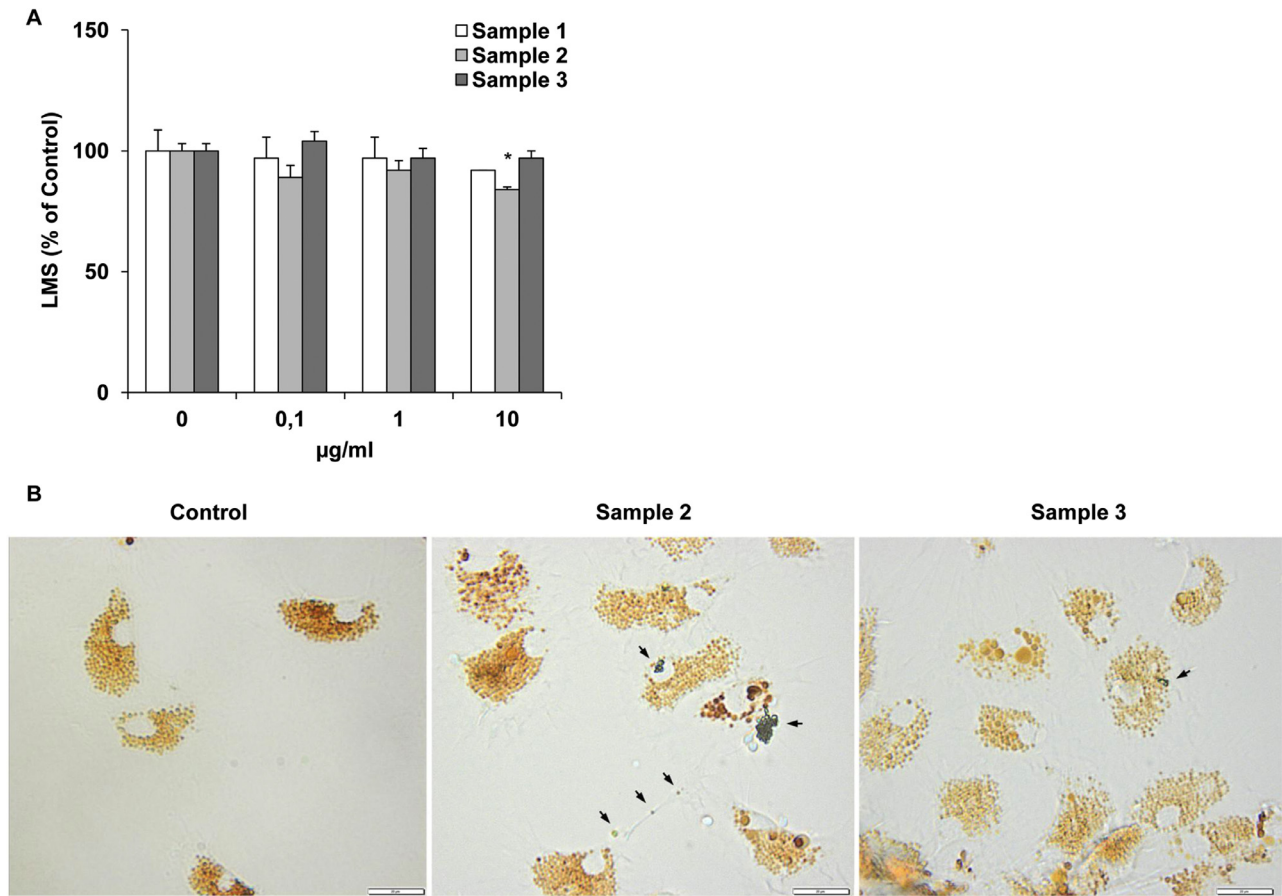 A
150
100
50
0
LMS (% of Control)
Sample 1
Sample 2
Sample 3
*
0 0,1 1 10
µg/ml
B
Control Sample 2 Sample 3